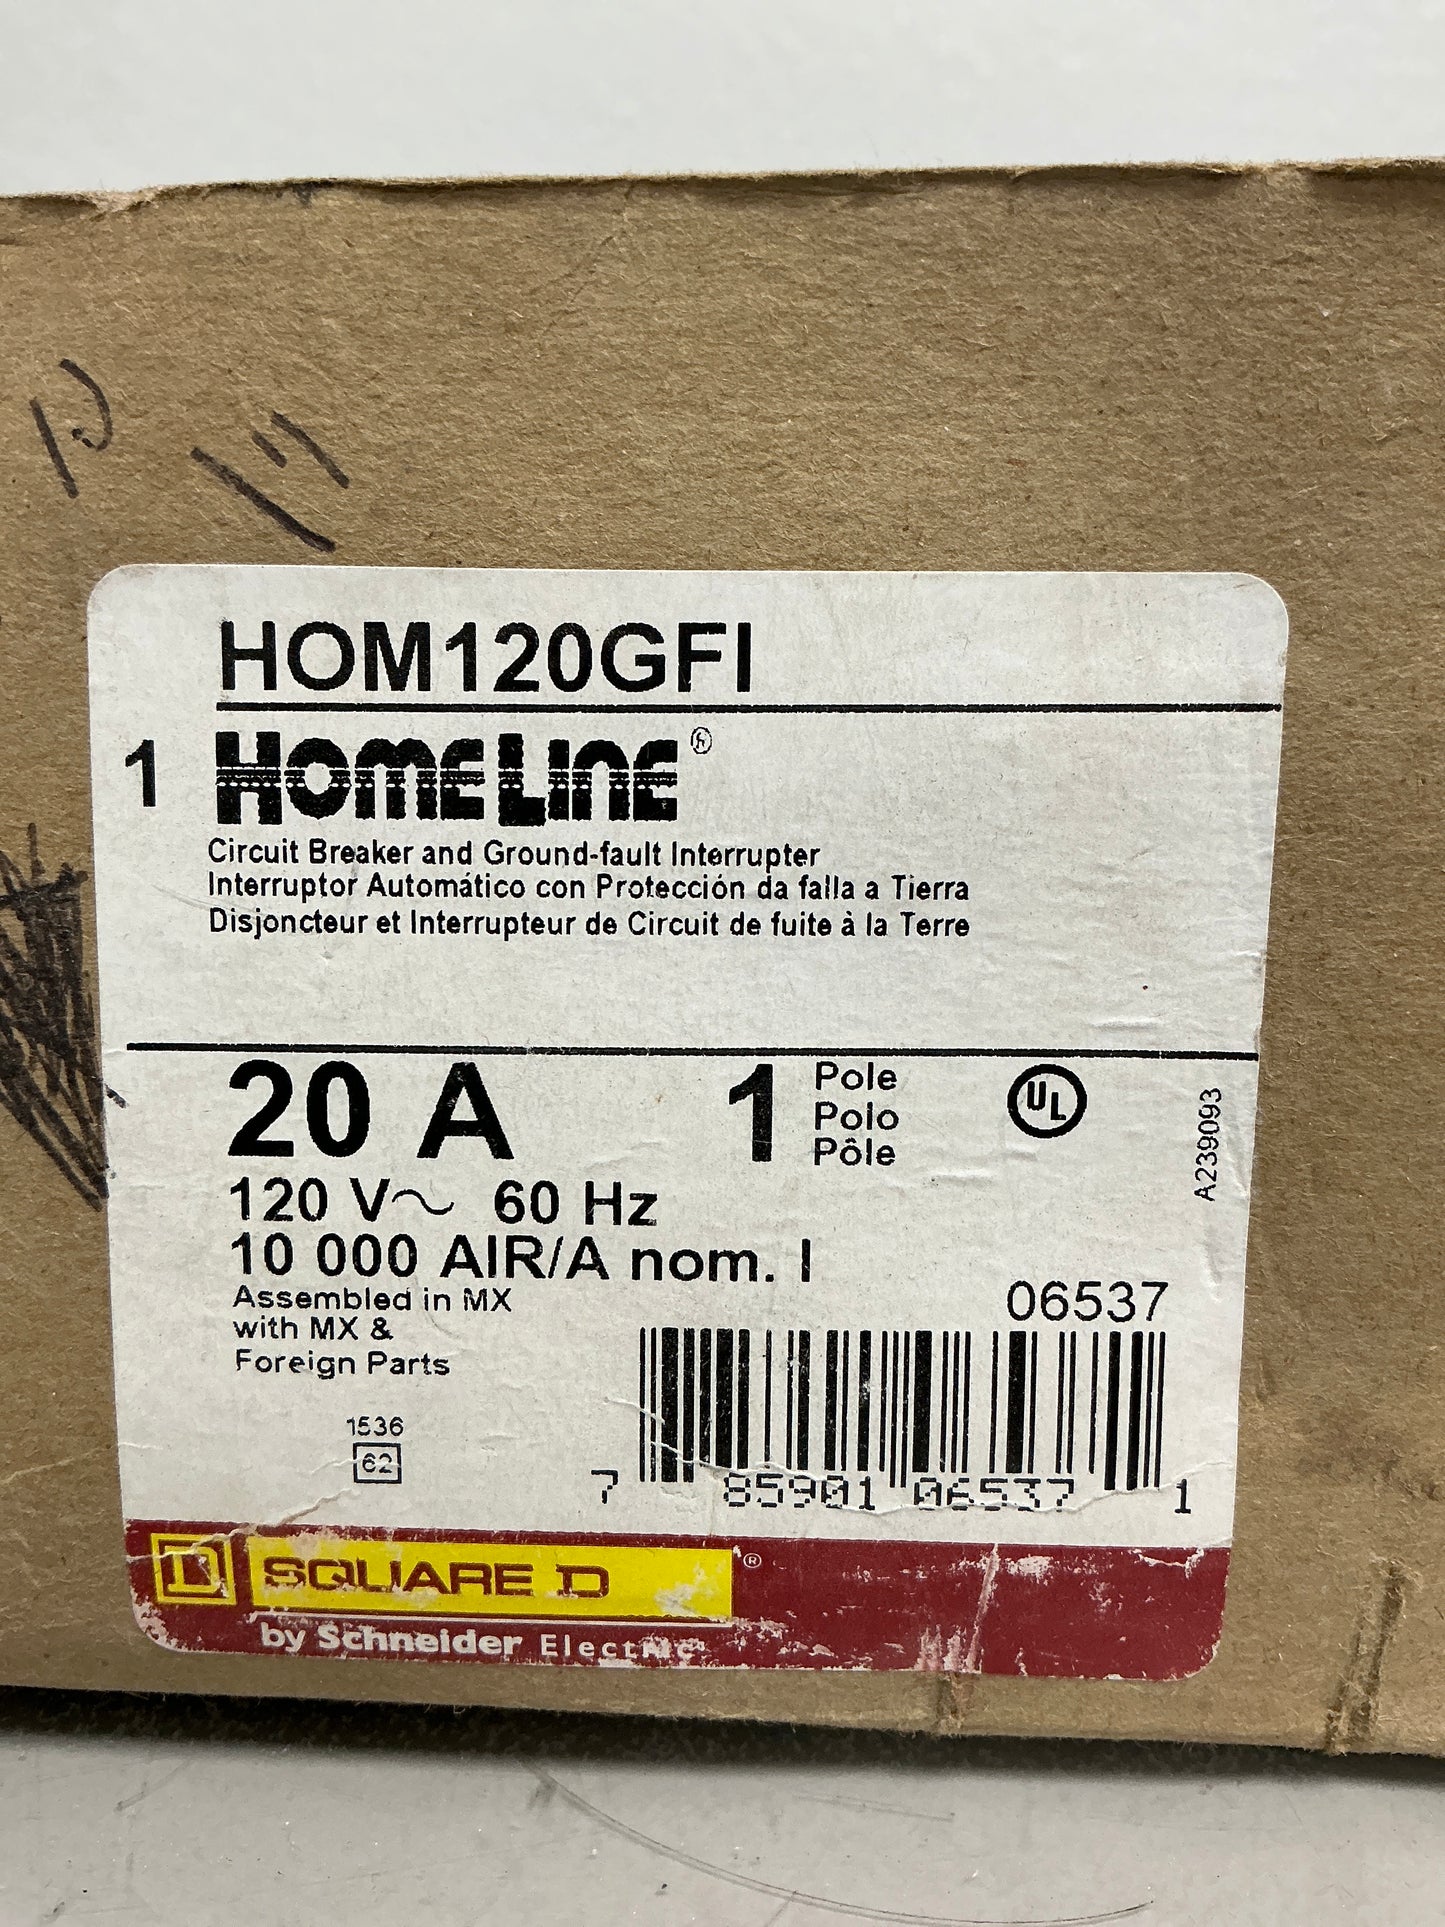 HOM120GFI
1 HOMELINE®
Circuit Breaker and Ground-fault Interrupter
Interruptor Automático con Protección da falla a Tierra
Disjoncteur et Interrupteur de Circuit de fuite à la Terre
20 A
1 Pole
Polo
Pôle
UL
A239093
120 V~ 60 Hz
10 000 AIR/A nom. I
Assembled in MX
with MX &
Foreign Parts
06537
1536
62
7 85901 06537 1
D SQUARE D ®
by Schneider Electric